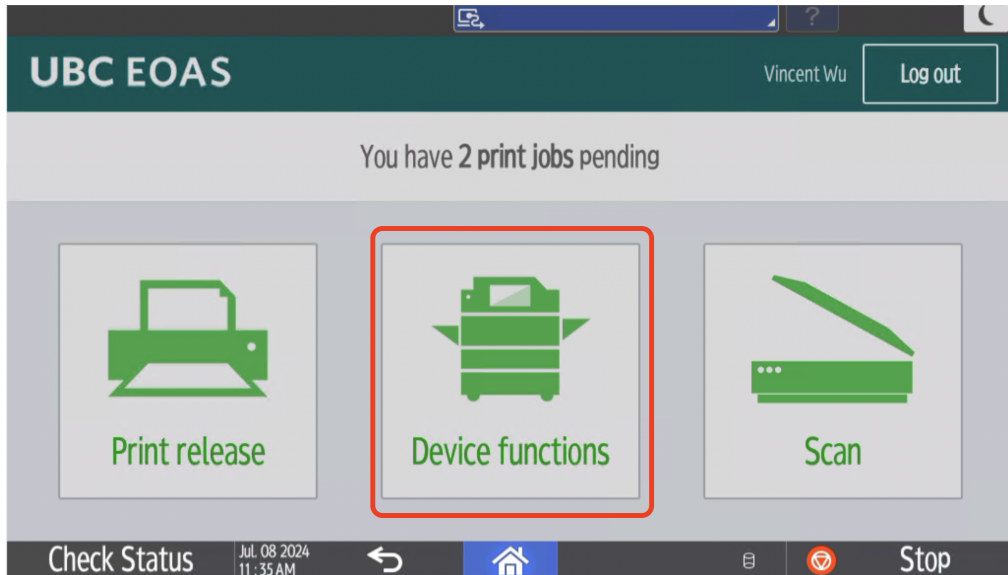 ?
UBC EOAS
Vincent Wu
Log out
You have 2 print jobs pending
Print release
Device functions
Scan
Check Status
Jul. 08 2024
11:35 AM
Stop